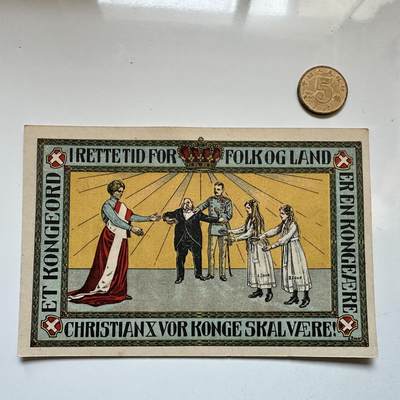 ET KONGEORD
I RETTE TID FOR FOLK OG LAND
ER EN KONGEÆRE
CHRISTIAN X VOR KONGE SKAL VÆRE!
5